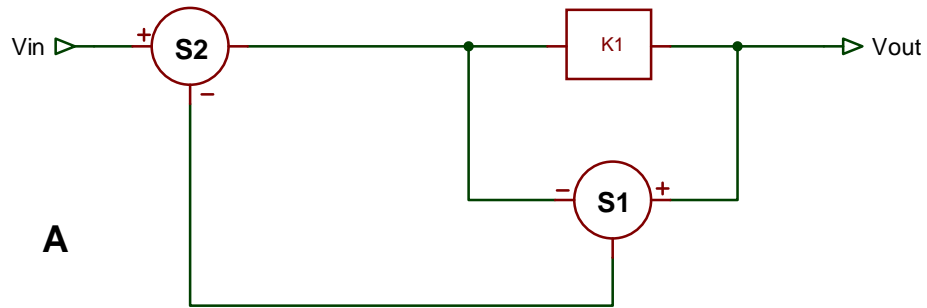 Vin
+
S2
−
K1
Vout
−
S1
+
A